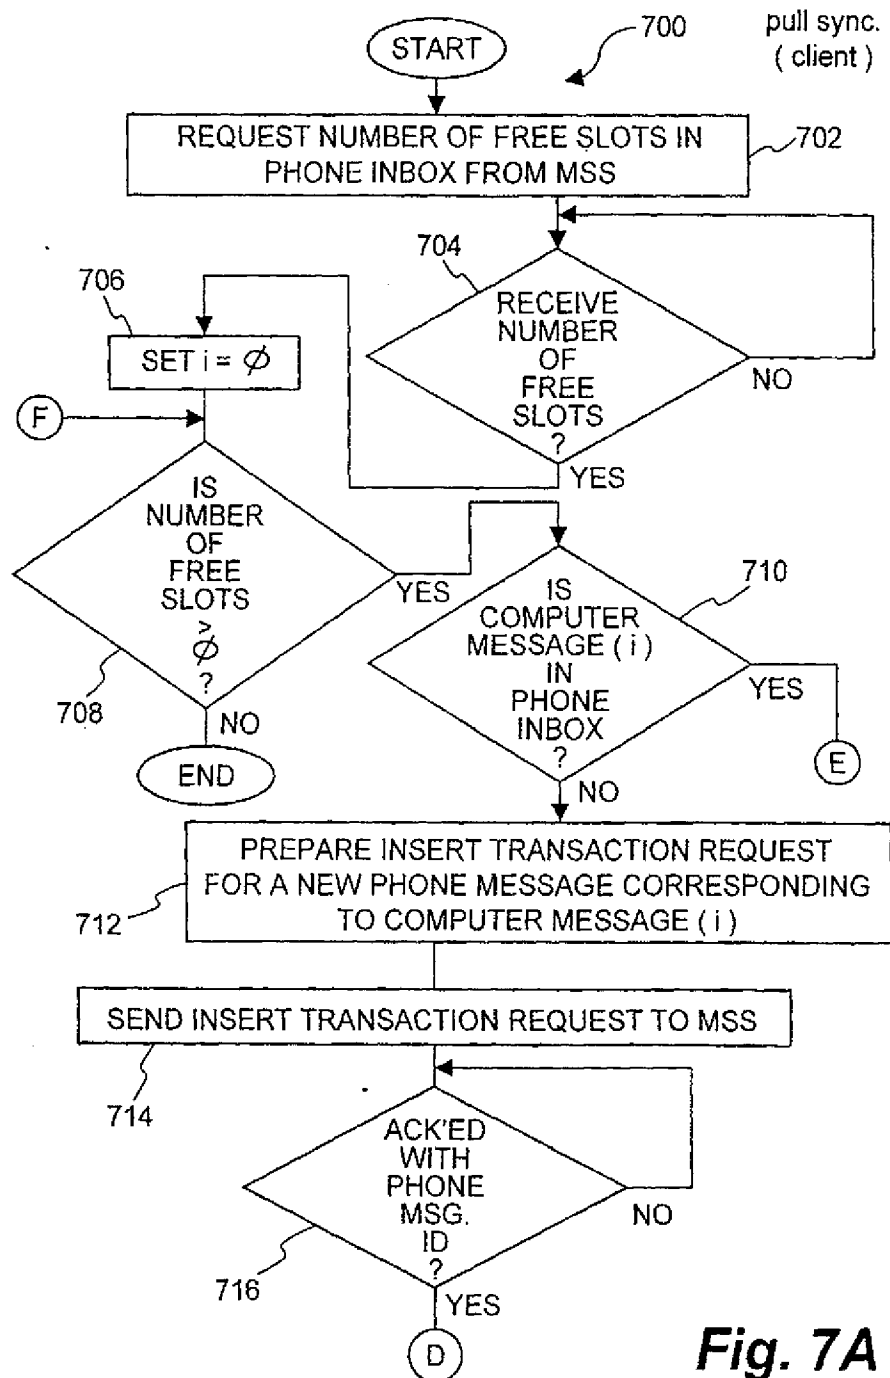 START
700
pull sync.
( client )
REQUEST NUMBER OF FREE SLOTS IN
PHONE INBOX FROM MSS
702
704
RECEIVE
NUMBER
OF
FREE
SLOTS
?
NO
YES
706
SET i = Ø
F
IS
NUMBER
OF
FREE
SLOTS
>
Ø
?
YES
708
NO
END
710
IS
COMPUTER
MESSAGE ( i )
IN
PHONE
INBOX
?
YES
E
NO
PREPARE INSERT TRANSACTION REQUEST
FOR A NEW PHONE MESSAGE CORRESPONDING
TO COMPUTER MESSAGE ( i )
712
SEND INSERT TRANSACTION REQUEST TO MSS
714
ACK'ED
WITH
PHONE
MSG.
ID
?
NO
716
YES
D
Fig. 7A